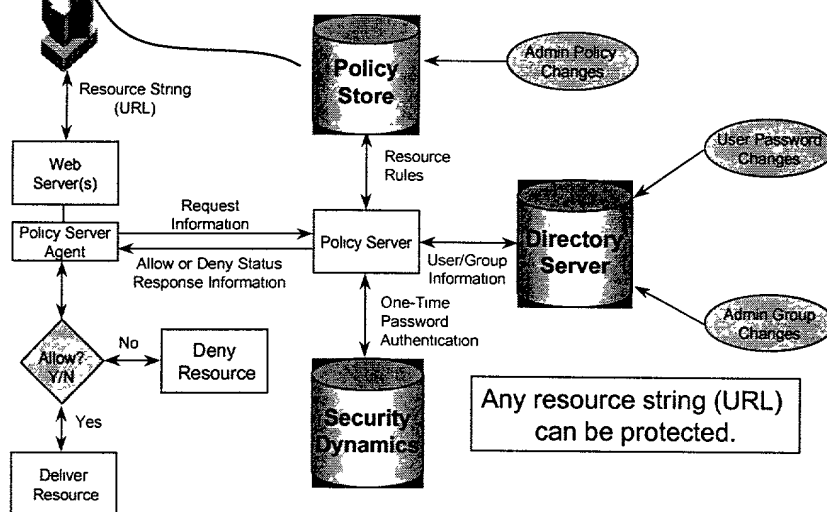 Policy
Store
Admin Policy
Changes
Resource String
(URL)
Web
Server(s)
Resource
Rules
User Password
Changes
Request
Information
Policy Server
Agent
Policy Server
Allow or Deny Status
Response Information
User/Group
Information
Directory
Server
One-Time
Password
Authentication
Admin Group
Changes
Allow?
Y/N
No
Deny
Resource
Yes
Security
Dynamics
Any resource string (URL)
can be protected.
Deliver
Resource